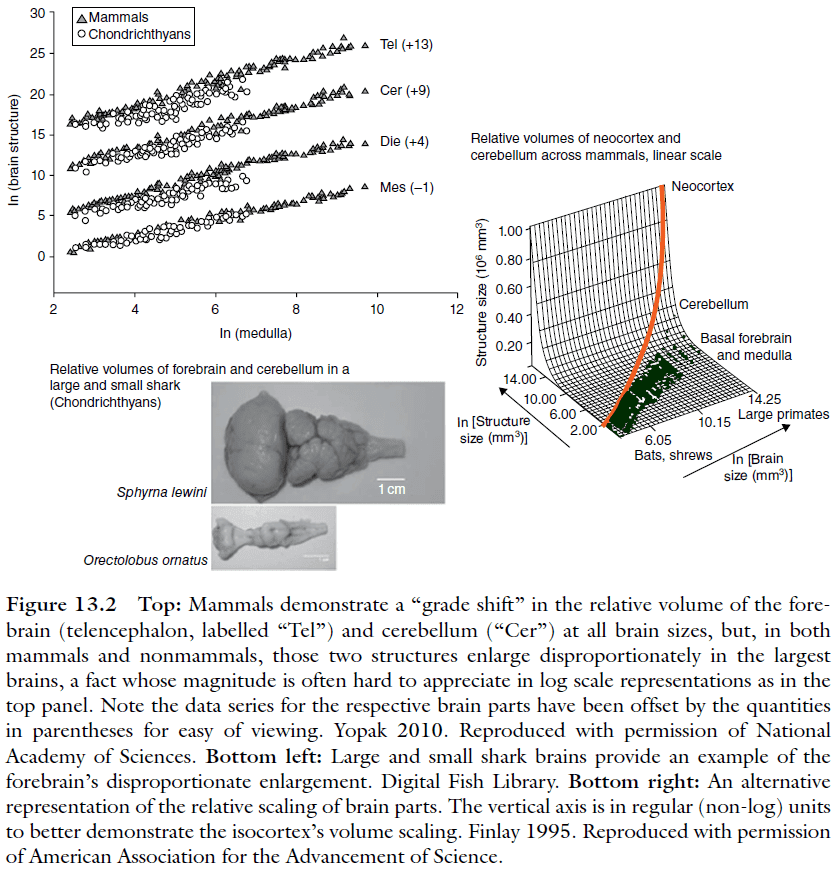 30
25
20
15
10
5
0
ln (brain structure)
Mammals
Chondrichthyans
Tel (+13)
Cer (+9)
Die (+4)
Mes (–1)
2 4 6 8 10 12
ln (medulla)
Relative volumes of forebrain and cerebellum in a
large and small shark
(Chondrichthyans)
Sphyrna lewini
1 cm
Orectolobus ornatus
Relative volumes of neocortex and
cerebellum across mammals, linear scale
Neocortex
Structure size (10⁶ mm³)
1.00
0.80
0.60
0.40
0.20
Cerebellum
Basal forebrain
and medulla
14.00
10.00
6.00
2.00
ln [Structure
size (mm³)]
14.25
Large primates
10.15
6.05
Bats, shrews
ln [Brain
size (mm³)]
Figure 13.2 Top: Mammals demonstrate a “grade shift” in the relative volume of the fore-
brain (telencephalon, labelled “Tel”) and cerebellum (“Cer”) at all brain sizes, but, in both
mammals and nonmammals, those two structures enlarge disproportionately in the largest
brains, a fact whose magnitude is often hard to appreciate in log scale representations as in the
top panel. Note the data series for the respective brain parts have been offset by the quantities
in parentheses for easy of viewing. Yopak 2010. Reproduced with permission of National
Academy of Sciences. Bottom left: Large and small shark brains provide an example of the
forebrain’s disproportionate enlargement. Digital Fish Library. Bottom right: An alternative
representation of the relative scaling of brain parts. The vertical axis is in regular (non-log) units
to better demonstrate the isocortex’s volume scaling. Finlay 1995. Reproduced with permission
of American Association for the Advancement of Science.